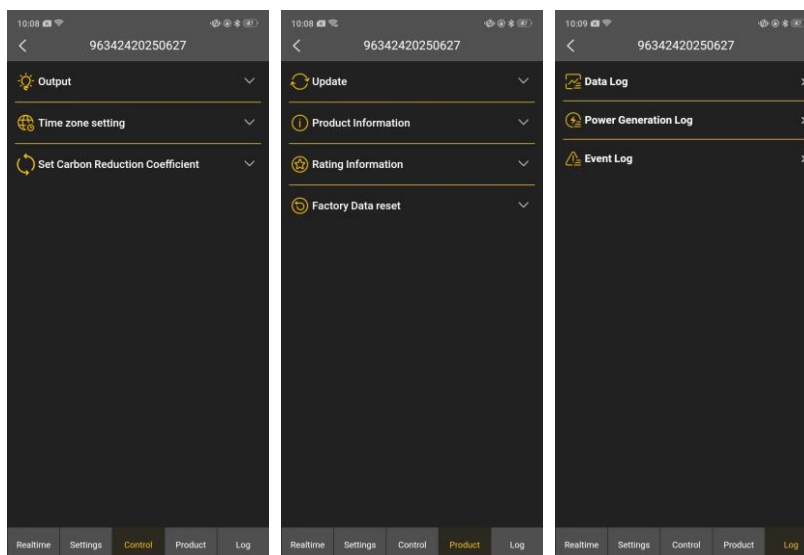 10:08
96342420250627
Output
Time zone setting
Set Carbon Reduction Coefficient
Realtime Settings Control Product Log
10:08
96342420250627
Update
Product Information
Rating Information
Factory Data reset
Realtime Settings Control Product Log
10:09
96342420250627
Data Log
Power Generation Log
Event Log
Realtime Settings Control Product Log